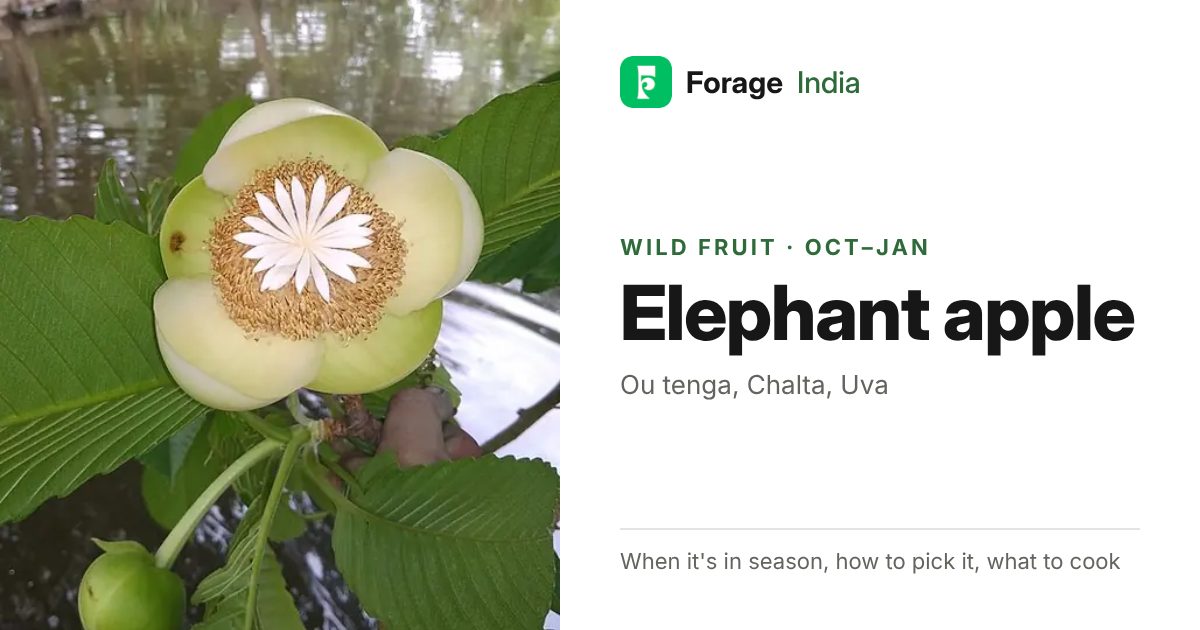 Forage India
WILD FRUIT · OCT–JAN
Elephant apple
Ou tenga, Chalta, Uva
When it's in season, how to pick it, what to cook